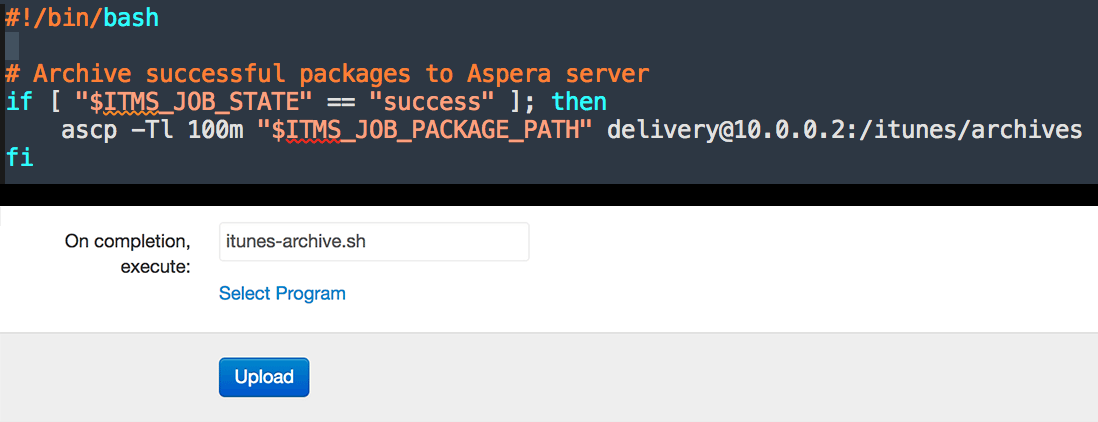 #!/bin/bash
# Archive successful packages to Aspera server
if [ "$ITMS_JOB_STATE" == "success" ]; then
    ascp -Tl 100m "$ITMS_JOB_PACKAGE_PATH" delivery@10.0.0.2:/itunes/archives
fi
On completion,
execute:
itunes-archive.sh
Select Program
Upload